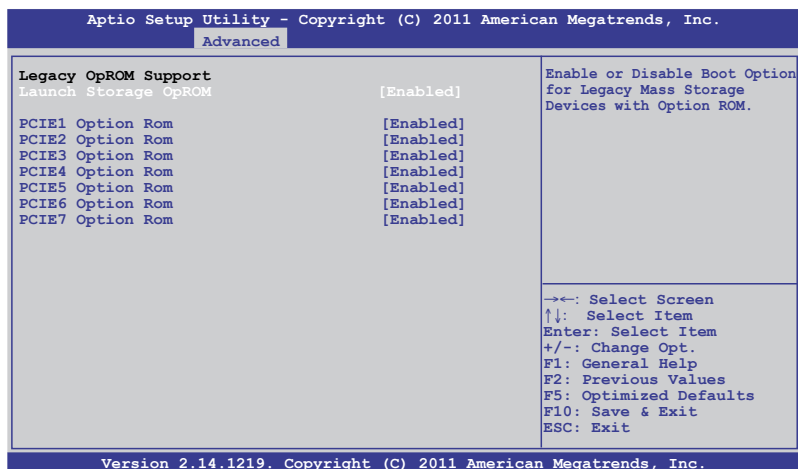 Aptio Setup Utility - Copyright (C) 2011 American Megatrends, Inc.
Advanced
Legacy OpROM Support
Launch Storage OpROM [Enabled]
PCIE1 Option Rom [Enabled]
PCIE2 Option Rom [Enabled]
PCIE3 Option Rom [Enabled]
PCIE4 Option Rom [Enabled]
PCIE5 Option Rom [Enabled]
PCIE6 Option Rom [Enabled]
PCIE7 Option Rom [Enabled]
Enable or Disable Boot Option
for Legacy Mass Storage
Devices with Option ROM.
→←: Select Screen
↑↓: Select Item
Enter: Select Item
+/-: Change Opt.
F1: General Help
F2: Previous Values
F5: Optimized Defaults
F10: Save & Exit
ESC: Exit
Version 2.14.1219. Copyright (C) 2011 American Megatrends, Inc.